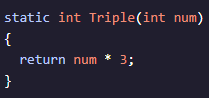 static int Triple(int num)
{
  return num * 3;
}